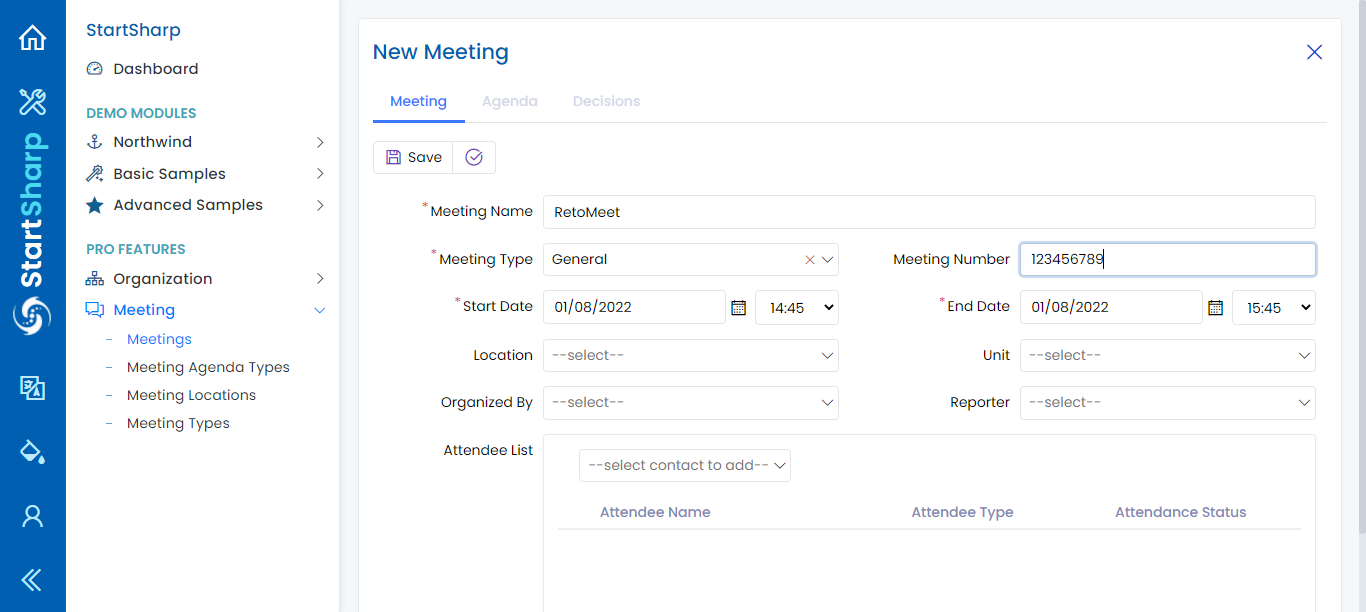 StartSharp
StartSharp
Dashboard
DEMO MODULES
Northwind
Basic Samples
Advanced Samples
PRO FEATURES
Organization
Meeting
– Meetings
– Meeting Agenda Types
– Meeting Locations
– Meeting Types
New Meeting
Meeting Agenda Decisions
Save
*Meeting Name RetoMeet
*Meeting Type General Meeting Number 123456789
*Start Date 01/08/2022 14:45 *End Date 01/08/2022 15:45
Location --select-- Unit --select--
Organized By --select-- Reporter --select--
Attendee List
--select contact to add--
Attendee Name Attendee Type Attendance Status